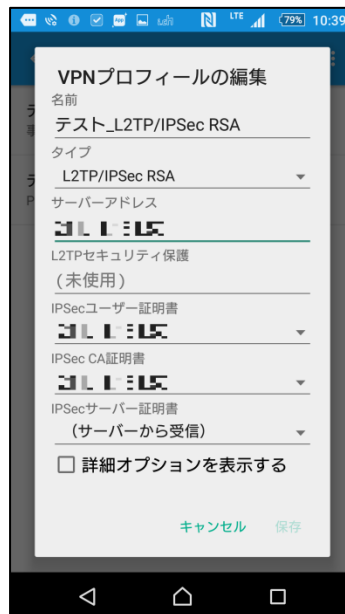 LTE 79% 10:39
VPNプロフィールの編集
名前
テスト_L2TP/IPSec RSA
タイプ
L2TP/IPSec RSA
サーバーアドレス
L2TPセキュリティ保護
(未使用)
IPSecユーザー証明書
IPSec CA証明書
IPSecサーバー証明書
(サーバーから受信)
詳細オプションを表示する
キャンセル 保存